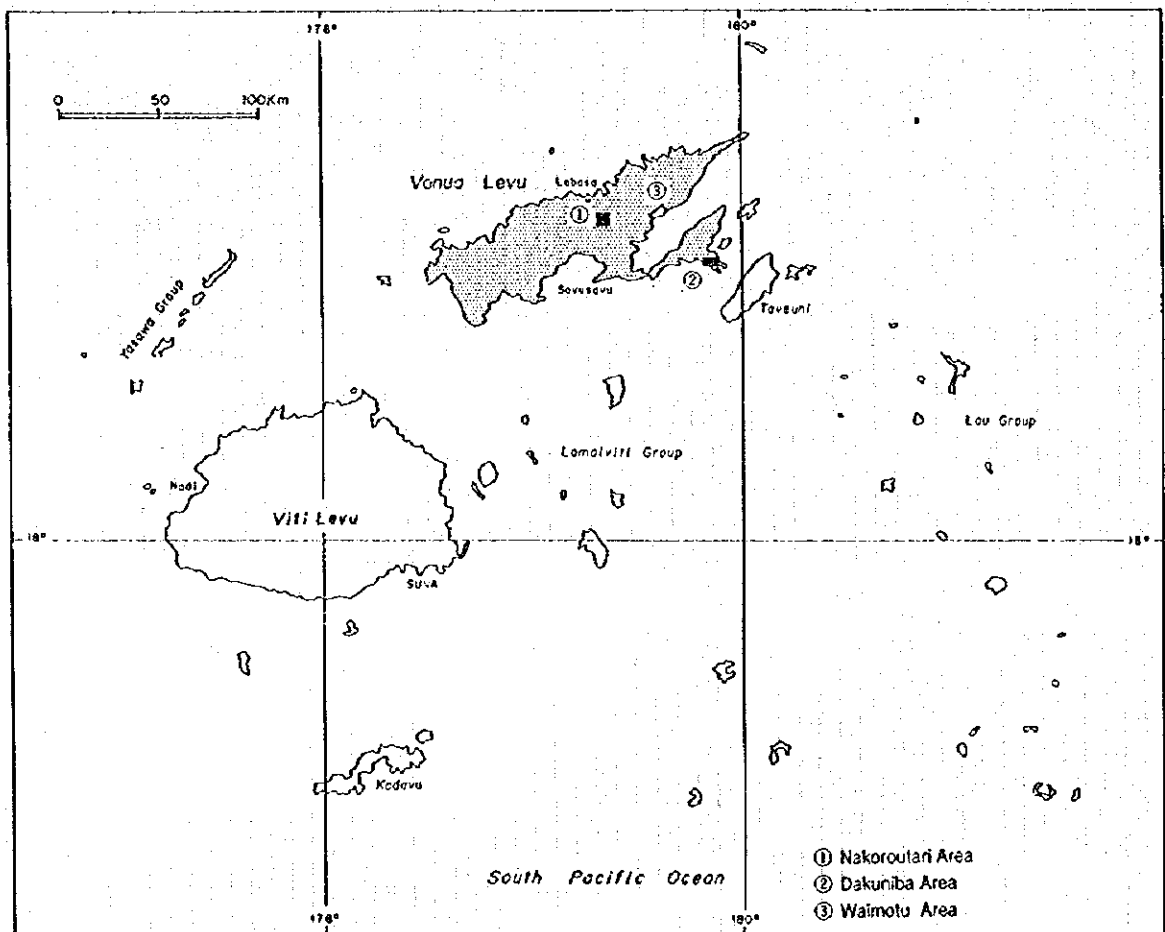 178°
180°
0 50 100Km
Vanua Levu
Labasa
③
①
Savusavu
②
Taveuni
Yasawa Group
Lau Group
Lomaiviti Group
Nadi
Viti Levu
18°
18°
SUVA
Kadavu
South Pacific Ocean
① Nakoroutari Area
② Dakuniba Area
③ Waimotu Area
178°
180°